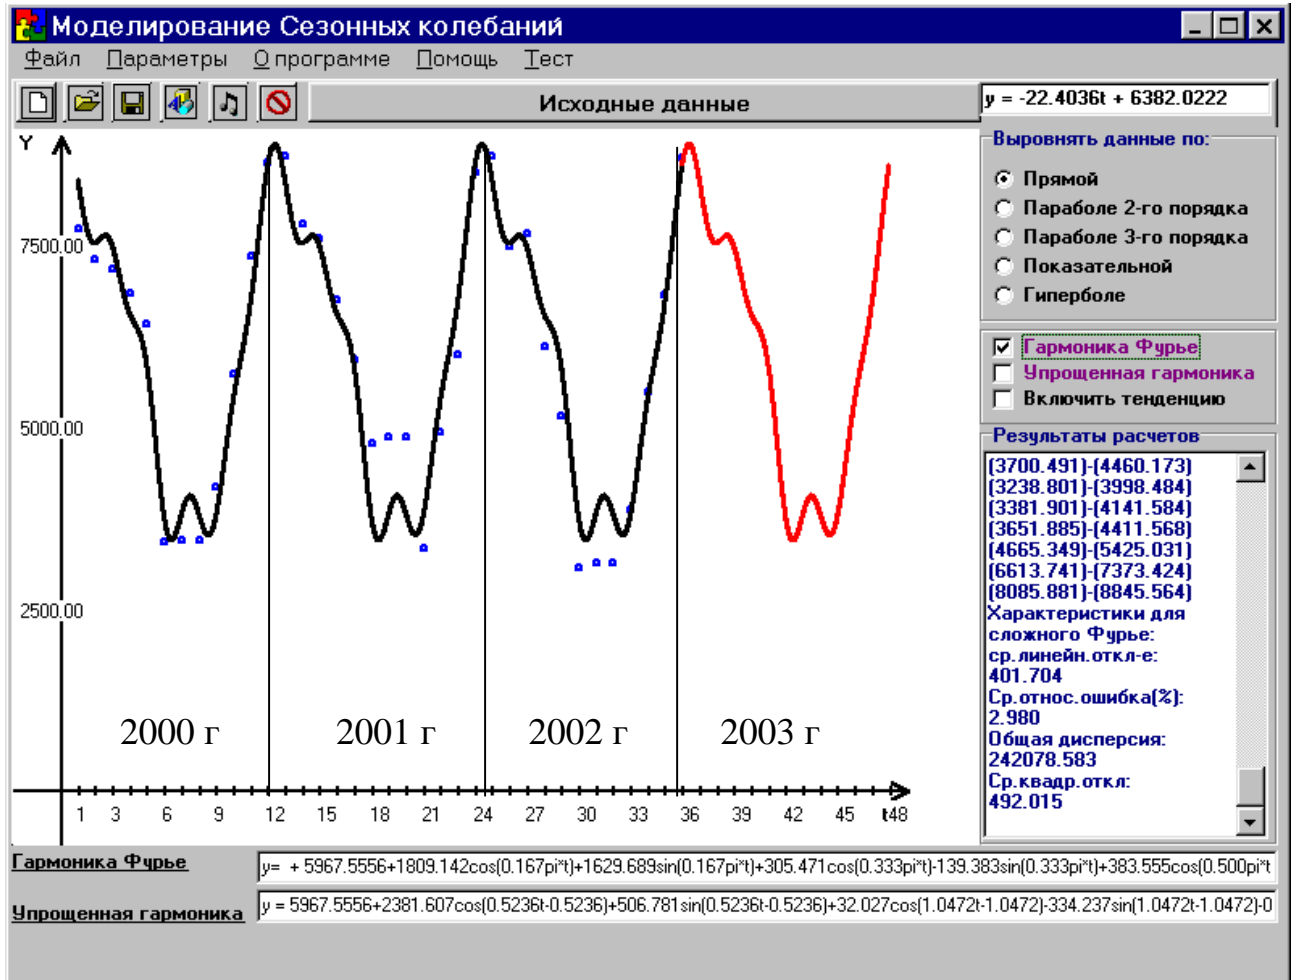 Моделирование Сезонных колебаний
Файл Параметры О программе Помощь Тест
Исходные данные
y = -22.4036t + 6382.0222
Y
7500.00
5000.00
2500.00
2000 г 2001 г 2002 г 2003 г
1 3 6 9 12 15 18 21 24 27 30 33 36 39 42 45 t48
Выровнять данные по:
Прямой
Параболе 2-го порядка
Параболе 3-го порядка
Показательной
Гиперболе
Гармоника Фурье
Упрощенная гармоника
Включить тенденцию
Результаты расчетов
(3700.491)-(4460.173)
(3238.801)-(3998.484)
(3381.901)-(4141.584)
(3651.885)-(4411.568)
(4665.349)-(5425.031)
(6613.741)-(7373.424)
(8085.881)-(8845.564)
Характеристики для
сложного Фурье:
ср.линейн.откл-е:
401.704
Ср.относ.ошибка(%):
2.980
Общая дисперсия:
242078.583
Ср.квадр.откл:
492.015
Гармоника Фурье
y= + 5967.5556+1809.142cos(0.167pi*t)+1629.689sin(0.167pi*t)+305.471cos(0.333pi*t)-139.383sin(0.333pi*t)+383.555cos(0.500pi*t
Упрощенная гармоника
y = 5967.5556+2381.607cos(0.5236t-0.5236)+506.781sin(0.5236t-0.5236)+32.027cos(1.0472t-1.0472)-334.237sin(1.0472t-1.0472)-0